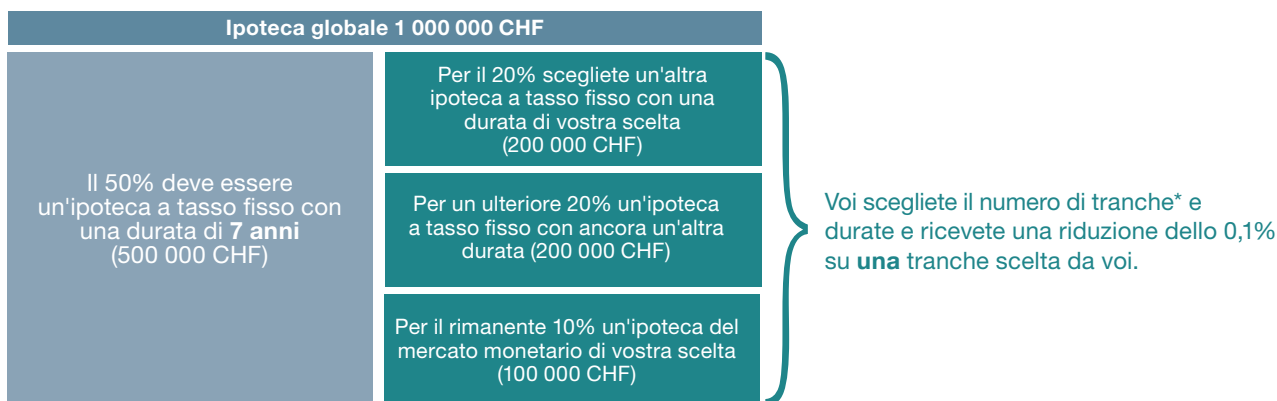 Ipoteca globale 1 000 000 CHF
Il 50% deve essere
un'ipoteca a tasso fisso con
una durata di 7 anni
(500 000 CHF)
Per il 20% scegliete un'altra
ipoteca a tasso fisso con una
durata di vostra scelta
(200 000 CHF)
Per un ulteriore 20% un'ipoteca
a tasso fisso con ancora un'altra
durata (200 000 CHF)
Per il rimanente 10% un'ipoteca del
mercato monetario di vostra scelta
(100 000 CHF)
Voi scegliete il numero di tranche* e
durate e ricevete una riduzione dello 0,1%
su una tranche scelta da voi.